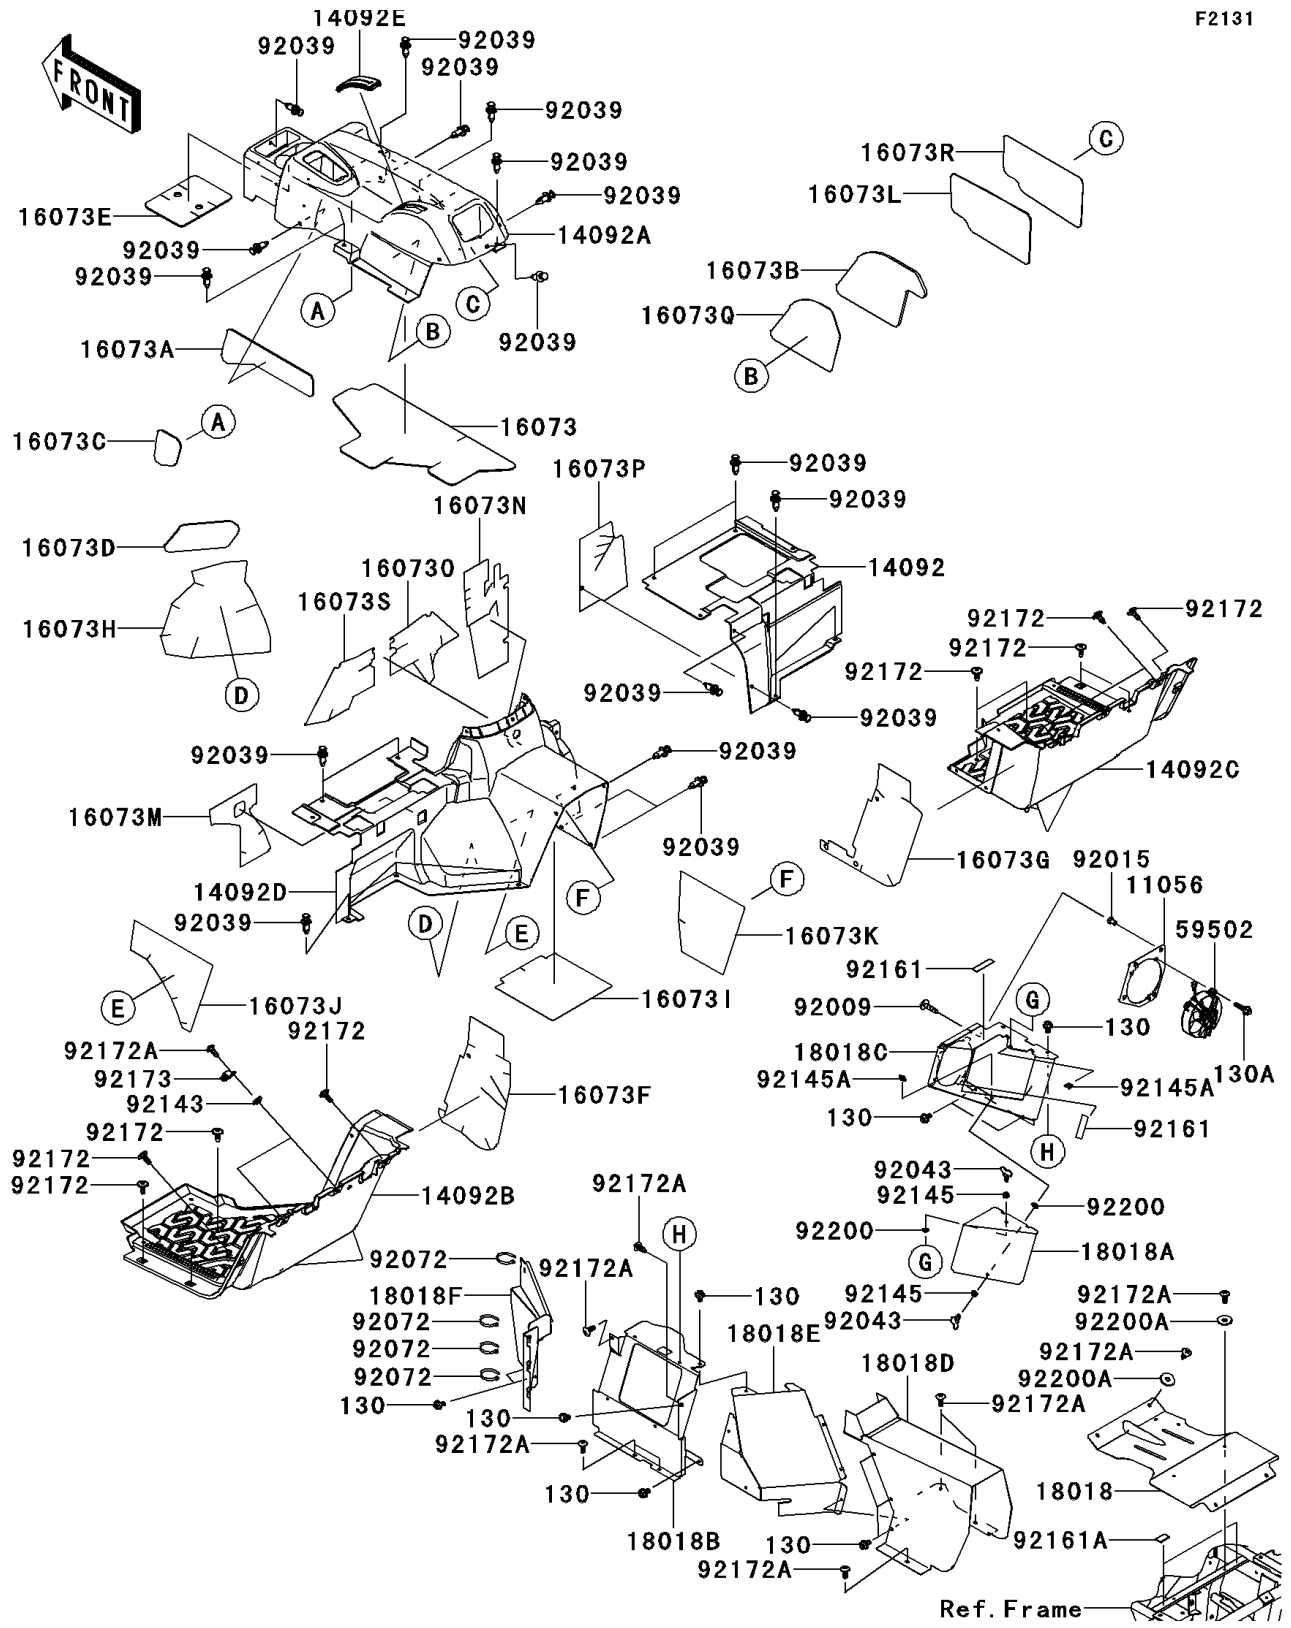 14092E
F2131
92039
92039
FRONT
92039
92039
C
16073R
92039
16073L
92039
16073E
14092A
92039
16073B
92039
A
C
16073Q
B
92039
16073A
B
A
16073C
16073
92039
16073P
92039
16073N
16073D
14092
16073O
16073S
92172
92172
16073H
92172
92172
D
92039
92039
92039
92039
14092C
16073M
92039
16073G
92015
F
11056
14092D
F
92039
D
59502
E
16073K
92161
16073I
E
16073J
G
92009
130
92172
92172A
18018C
92173
92145A
130A
92145A
16073F
92143
130
92161
92172
H
92172
92043
92172
92172A
14092B
92145
92200
H
92200
18018A
92072
G
92172A
18018F
92145
92172A
130
92072
92043
92200A
18018E
92072
92172A
18018D
92072
92200A
130
92172A
130
92172A
18018
130
18018B
92161A
130
92172A
Ref.Frame